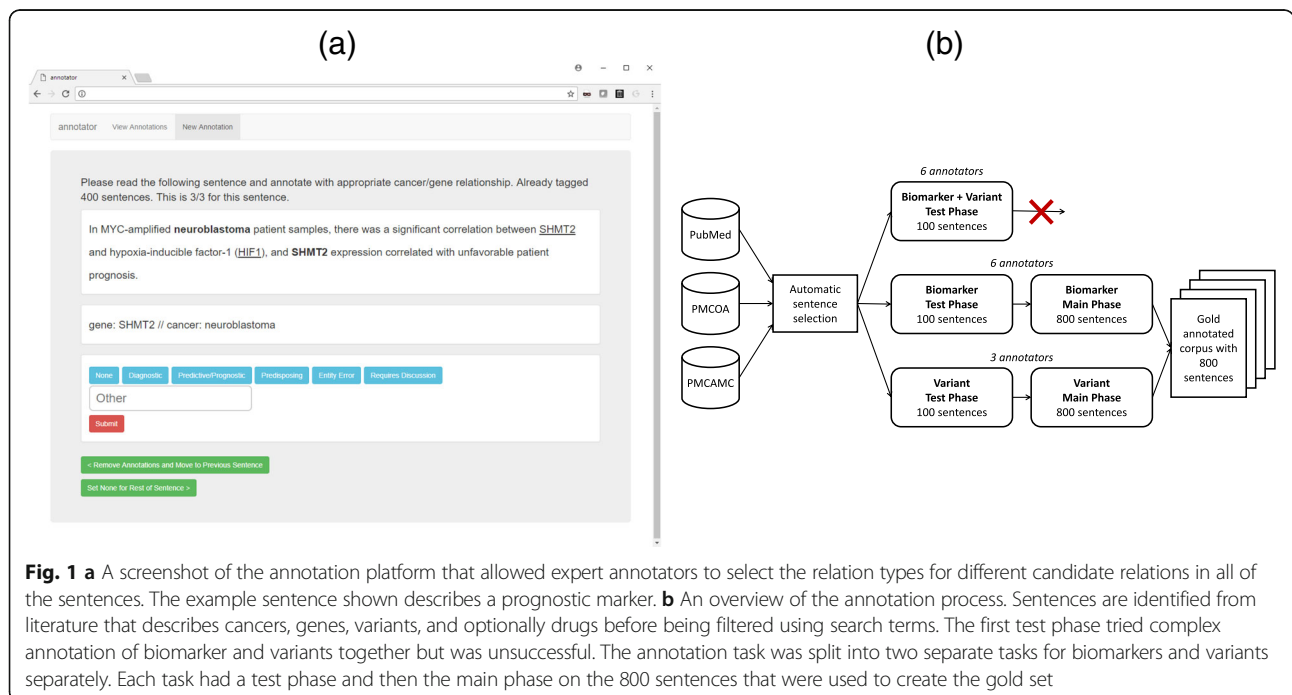 (a)
(b)
annotator
annotator View Annotations New Annotation
Please read the following sentence and annotate with appropriate cancer/gene relationship. Already tagged
400 sentences. This is 3/3 for this sentence.
In MYC-amplified neuroblastoma patient samples, there was a significant correlation between SHMT2
and hypoxia-inducible factor-1 (HIF1), and SHMT2 expression correlated with unfavorable patient
prognosis.
gene: SHMT2 // cancer: neuroblastoma
None Diagnostic Predictive/Prognostic Predisposing Entity Error Requires Discussion
Other
Submit
< Remove Annotations and Move to Previous Sentence
Set None for Rest of Sentence >
PubMed
PMCOA
PMCAMC
Automatic
sentence
selection
6 annotators
Biomarker + Variant
Test Phase
100 sentences
6 annotators
Biomarker
Test Phase
100 sentences
Biomarker
Main Phase
800 sentences
3 annotators
Variant
Test Phase
100 sentences
Variant
Main Phase
800 sentences
Gold
annotated
corpus with
800
sentences
Fig. 1 a A screenshot of the annotation platform that allowed expert annotators to select the relation types for different candidate relations in all of
the sentences. The example sentence shown describes a prognostic marker. b An overview of the annotation process. Sentences are identified from
literature that describes cancers, genes, variants, and optionally drugs before being filtered using search terms. The first test phase tried complex
annotation of biomarker and variants together but was unsuccessful. The annotation task was split into two separate tasks for biomarkers and variants
separately. Each task had a test phase and then the main phase on the 800 sentences that were used to create the gold set